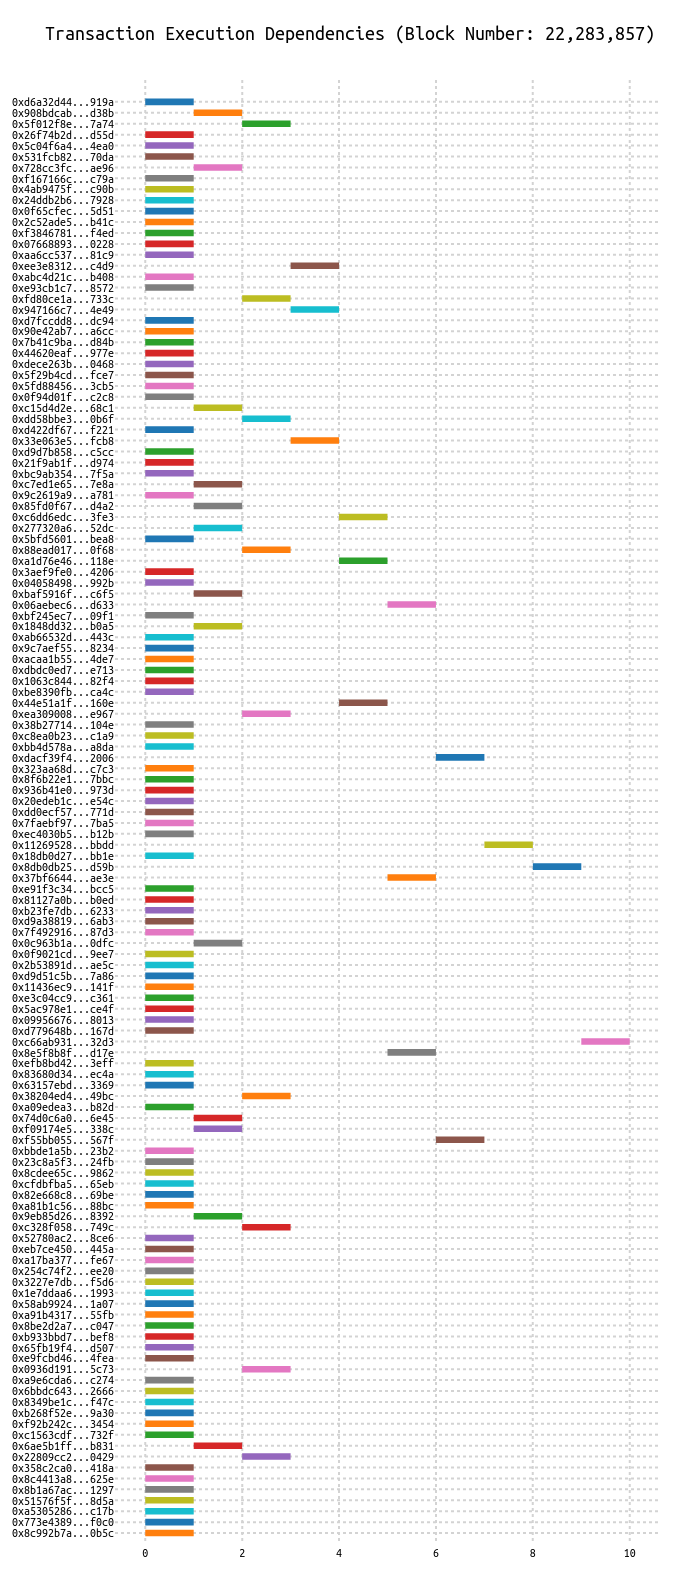 Transaction Execution Dependencies (Block Number: 22,283,857)
0xd6a32d44...919a
0x908bdcab...d38b
0x5f012f8e...7a74
0x26f74b2d...d55d
0x5c04f6a4...4ea0
0x531fcb82...70da
0x728cc3fc...ae96
0xf167166c...c79a
0x4ab9475f...c90b
0x24ddb2b6...7928
0x0f65cfec...5d51
0x2c52ade5...b41c
0xf3846781...f4ed
0x07668893...0228
0xaa6cc537...81c9
0xee3e8312...c4d9
0xabc4d21c...b408
0xe93cb1c7...8572
0xfd80ce1a...733c
0x947166c7...4e49
0xd7fccdd8...dc94
0x90e42ab7...a6cc
0x7b41c9ba...d84b
0x44620eaf...977e
0xdece263b...0468
0x5f29b4cd...fce7
0x5fd88456...3cb5
0x0f94d01f...c2c8
0xc15d4d2e...68c1
0xdd58bbe3...0b6f
0xd422df67...f221
0x33e063e5...fcb8
0xd9d7b858...c5cc
0x21f9ab1f...d974
0xbc9ab354...7f5a
0xc7ed1e65...7e8a
0x9c2619a9...a781
0x85fd0f67...d4a2
0xc6dd6edc...3fe3
0x277320a6...52dc
0x5bfd5601...bea8
0x88ead017...0f68
0xa1d76e46...118e
0x3aef9fe0...4206
0x04058498...992b
0xbaf5916f...c6f5
0x06aebec6...d633
0xbf245ec7...09f1
0x1848dd32...b0a5
0xab66532d...443c
0x9c7aef55...8234
0xacaa1b55...4de7
0xdbdc0ed7...e713
0x1063c844...82f4
0xbe8390fb...ca4c
0x44e51a1f...160e
0xea309008...e967
0x38b27714...104e
0xc8ea0b23...c1a9
0xbb4d578a...a8da
0xdacf39f4...2006
0x323aa68d...c7c3
0x8f6b22e1...7bbc
0x936b41e0...973d
0x20edeb1c...e54c
0xdd0ecf57...771d
0x7faebf97...7ba5
0xec4030b5...b12b
0x11269528...bbdd
0x18db0d27...bb1e
0x8db0db25...d59b
0x37bf6644...ae3e
0xe91f3c34...bcc5
0x81127a0b...b0ed
0xb23fe7db...6233
0xd9a38819...6ab3
0x7f492916...87d3
0x0c963b1a...0dfc
0x0f9021cd...9ee7
0x2b53891d...ae5c
0xd9d51c5b...7a86
0x11436ec9...141f
0xe3c04cc9...c361
0x5ac978e1...ce4f
0x09956676...8013
0xd779648b...167d
0xc66ab931...32d3
0x8e5f8b8f...d17e
0xefb8bd42...3eff
0x83680d34...ec4a
0x63157ebd...3369
0x38204ed4...49bc
0xa09edea3...b82d
0x74d0c6a0...6e45
0xf09174e5...338c
0xf55bb055...567f
0xbbde1a5b...23b2
0x23c8a5f3...24fb
0x8cdee65c...9862
0xcfdbfba5...65eb
0x82e668c8...69be
0xa81b1c56...88bc
0x9eb85d26...8392
0xc328f058...749c
0x52780ac2...8ce6
0xeb7ce450...445a
0xa17ba377...fe67
0x254c74f2...ee20
0x3227e7db...f5d6
0x1e7ddaa6...1993
0x58ab9924...1a07
0xa91b4317...55fb
0x8be2d2a7...c047
0xb933bbd7...bef8
0x65fb19f4...d507
0xe9fcbd46...4fea
0x0936d191...5c73
0xa9e6cda6...c274
0x6bbdc643...2666
0x8349be1c...f47c
0xb268f52e...9a30
0xf92b242c...3454
0xc1563cdf...732f
0x6ae5b1ff...b831
0x22809cc2...0429
0x358c2ca0...418a
0x8c4413a8...625e
0x8b1a67ac...1297
0x51576f5f...8d5a
0xa5305286...c17b
0x773e4389...f0c0
0x8c992b7a...0b5c
0 2 4 6 8 10